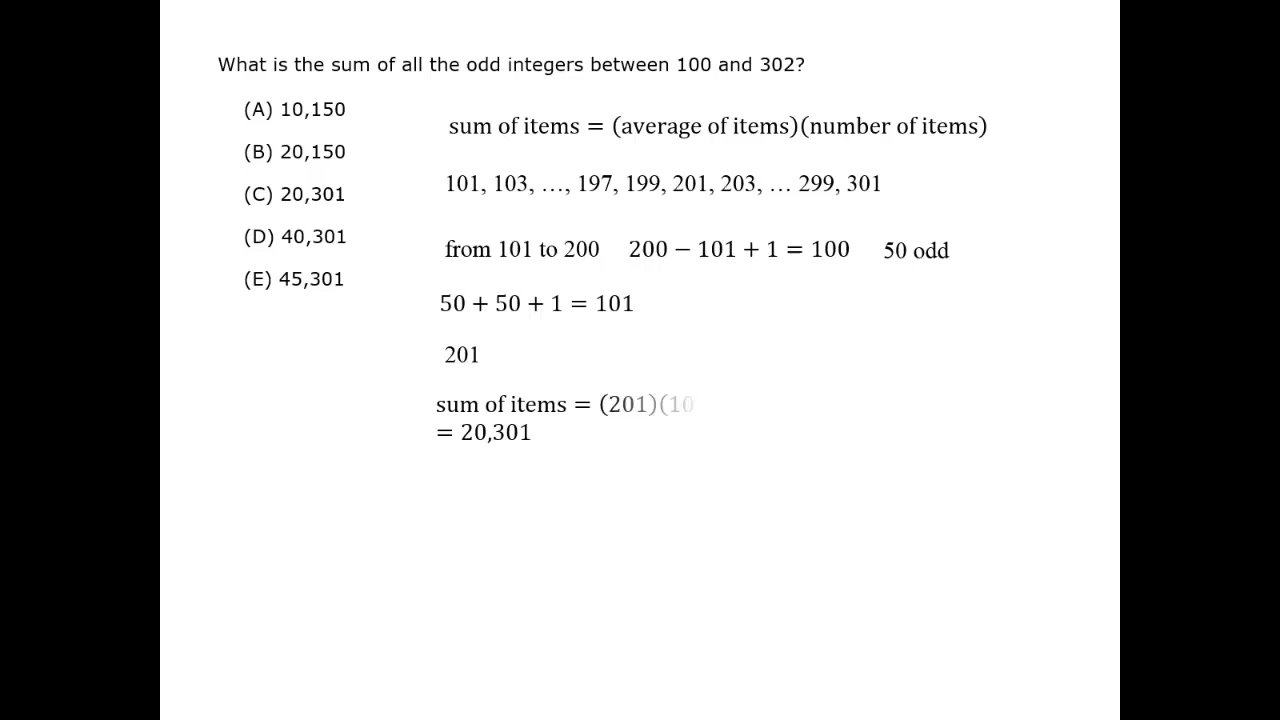 What is the sum of all the odd integers between 100 and 302?
(A) 10,150
(B) 20,150
(C) 20,301
(D) 40,301
(E) 45,301
sum of items = (average of items)(number of items)
101, 103, …, 197, 199, 201, 203, … 299, 301
from 101 to 200 200 − 101 + 1 = 100 50 odd
50 + 50 + 1 = 101
201
sum of items = (201)(10
= 20,301